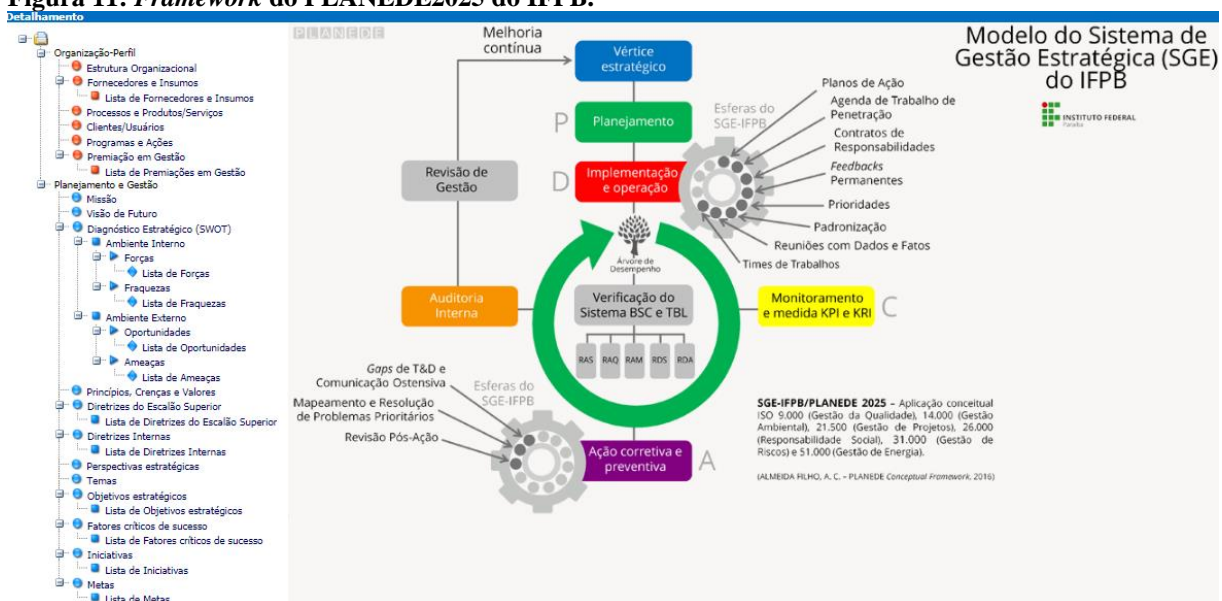 Figura 11: Framework do PLANEDE2025 do IFPB.
Detalhamento
Organização-Perfil
Estrutura Organizacional
Fornecedores e Insumos
Lista de Fornecedores e Insumos
Processos e Produtos/Serviços
Clientes/Usuários
Programas e Ações
Premiação em Gestão
Lista de Premiações em Gestão
Planejamento e Gestão
Missão
Visão de Futuro
Diagnóstico Estratégico (SWOT)
Ambiente Interno
Forças
Lista de Forças
Fraquezas
Lista de Fraquezas
Ambiente Externo
Oportunidades
Lista de Oportunidades
Ameaças
Lista de Ameaças
Princípios, Crenças e Valores
Diretrizes do Escalão Superior
Lista de Diretrizes do Escalão Superior
Diretrizes Internas
Lista de Diretrizes Internas
Perspectivas estratégicas
Temas
Objetivos estratégicos
Lista de Objetivos estratégicos
Fatores críticos de sucesso
Lista de Fatores críticos de sucesso
Iniciativas
Lista de Iniciativas
Metas
Lista de Metas
PLANEDE
Melhoria
contínua
Vértice
estratégico
P
Planejamento
D
Implementação
e operação
Revisão de
Gestão
Esferas do
SGE-IFPB
Planos de Ação
Agenda de Trabalho de
Penetração
Contratos de
Responsabilidades
Feedbacks
Permanentes
Prioridades
Padronização
Reuniões com Dados e Fatos
Times de Trabalhos
Árvore de
Desempenho
Auditoria
Interna
Verificação do
Sistema BSC e TBL
RAS RAQ RAM RDS RDA
Monitoramento
e medida KPI e KRI
C
Gaps de T&D e
Comunicação Ostensiva
Mapeamento e Resolução
de Problemas Prioritários
Revisão Pós-Ação
Esferas do
SGE-IFPB
Ação corretiva e
preventiva
A
Modelo do Sistema de
Gestão Estratégica (SGE)
do IFPB
INSTITUTO FEDERAL
Paraíba
SGE-IFPB/PLANEDE 2025 – Aplicação conceitual
ISO 9.000 (Gestão da Qualidade), 14.000 (Gestão
Ambiental), 21.500 (Gestão de Projetos), 26.000
(Responsabilidade Social), 31.000 (Gestão de
Riscos) e 51.000 (Gestão de Energia).
(ALMEIDA FILHO, A. C. – PLANEDE Conceptual Framework, 2016)